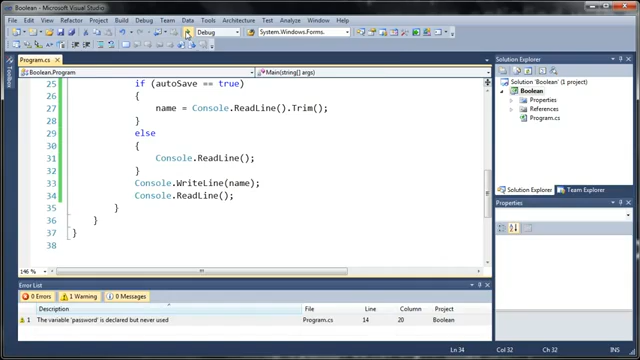 Boolean - Microsoft Visual Studio
File Edit View Refactor Project Build Debug Team Data Tools Architecture Test Analyze Window Help
Debug System.Windows.Forms.
Program.cs
Boolean.Program Main(string[] args)
25 if (autoSave == true)
26 {
27 name = Console.ReadLine().Trim();
28 }
29 else
30 {
31 Console.ReadLine();
32 }
33 Console.WriteLine(name);
34 Console.ReadLine();
35 }
36 }
37 }
38
146 %
Toolbox
Solution Explorer
Solution 'Boolean' (1 project)
Boolean
Properties
References
Program.cs
Solution Explorer Team Explorer
Properties
Error List
0 Errors 1 Warning 0 Messages
Description File Line Column Project
1 The variable 'password' is declared but never used Program.cs 14 20 Boolean
Ln 34 Col 32 Ch 32 INS